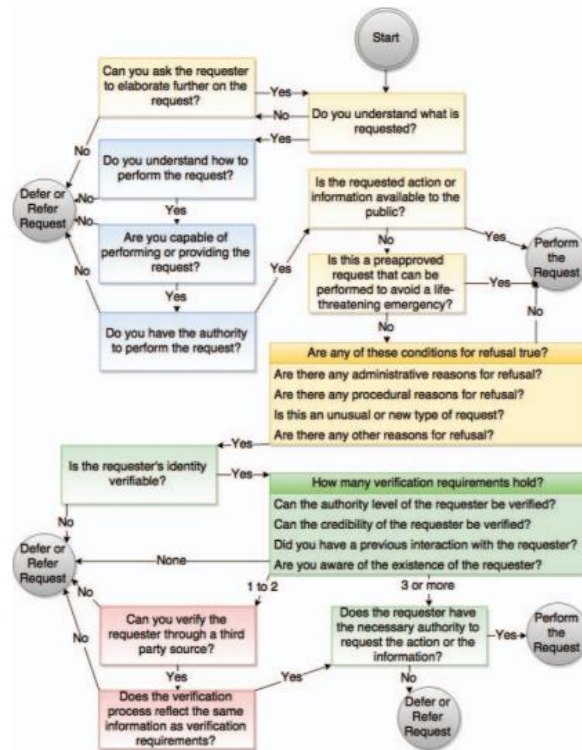 Start
Can you ask the requester
to elaborate further on the
request?
Yes
No
Do you understand what is
requested?
Yes
No
Do you understand how to
perform the request?
No
Defer or
Refer
Request
No
Yes
Is the requested action or
information available to the
public?
Are you capable of
performing or providing the
request?
No
Yes
No
Yes
Perform
the
Request
Is this a preapproved
request that can be
performed to avoid a life-
threatening emergency?
Yes
Yes
Do you have the authority
to perform the request?
No
No
Are any of these conditions for refusal true?
Are there any administrative reasons for refusal?
Are there any procedural reasons for refusal?
Is this an unusual or new type of request?
Are there any other reasons for refusal?
Yes
Is the requester's identity
verifiable?
Yes
How many verification requirements hold?
Can the authority level of the requester be verified?
Can the credibility of the requester be verified?
Did you have a previous interaction with the requester?
Are you aware of the existence of the requester?
No
Defer or
Refer
Request
None
1 to 2
3 or more
No
Can you verify the
requester through a third
party source?
Does the requester have
the necessary authority to
request the action or the
information?
Yes
Perform
the
Request
No
Yes
Yes
No
Does the verification
process reflect the same
information as verification
requirements?
Defer or
Refer
Request